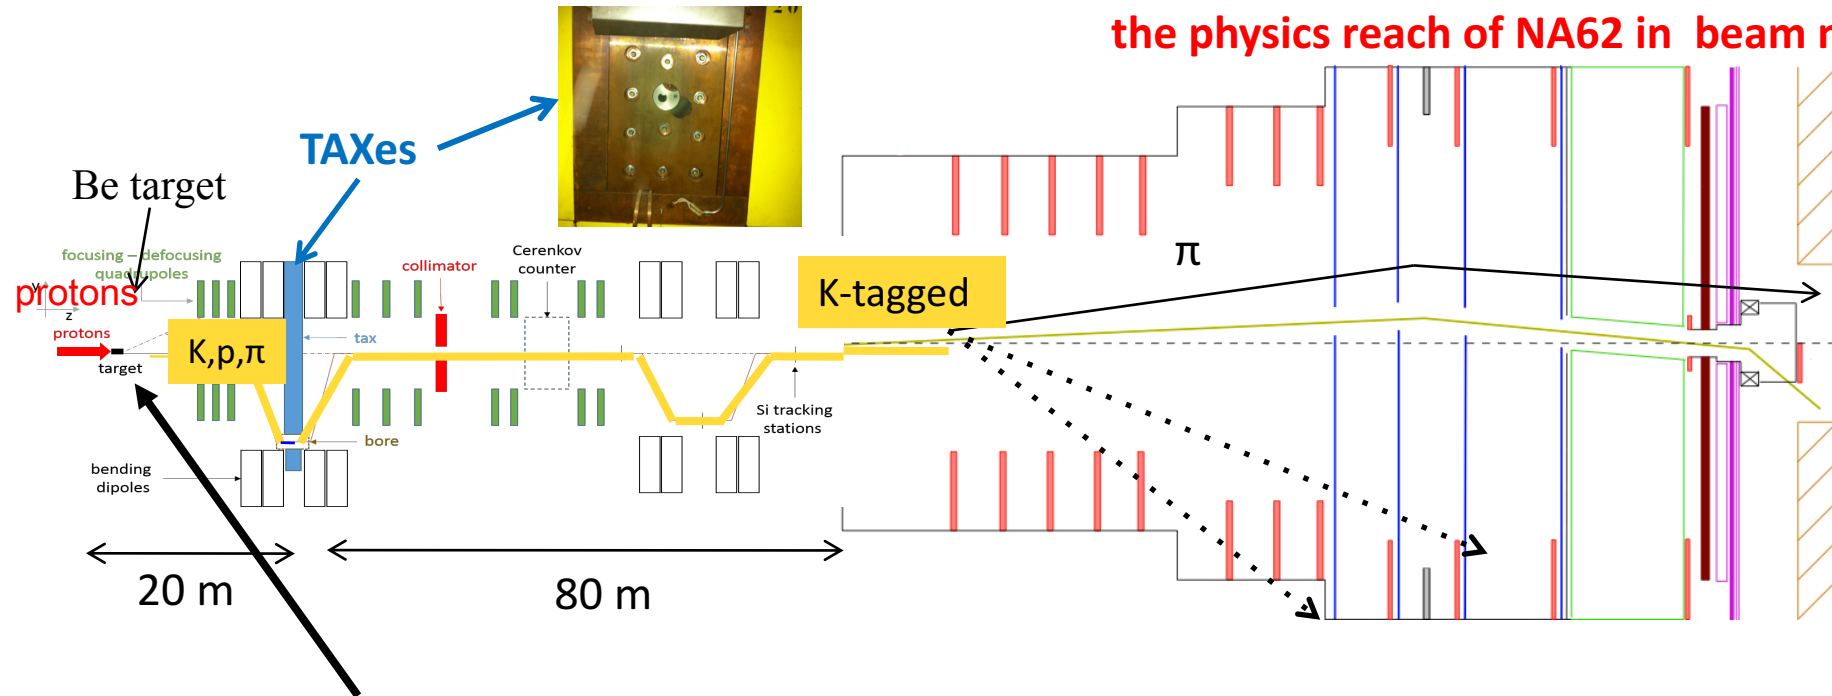 the physics reach of NA62 in beam
TAXes
Be target
focusing – defocusing
quadrupoles
protons
y
z
protons
target
K,p,π
tax
collimator
Cerenkov
counter
K-tagged
π
Si tracking
stations
bore
bending
dipoles
20 m
80 m